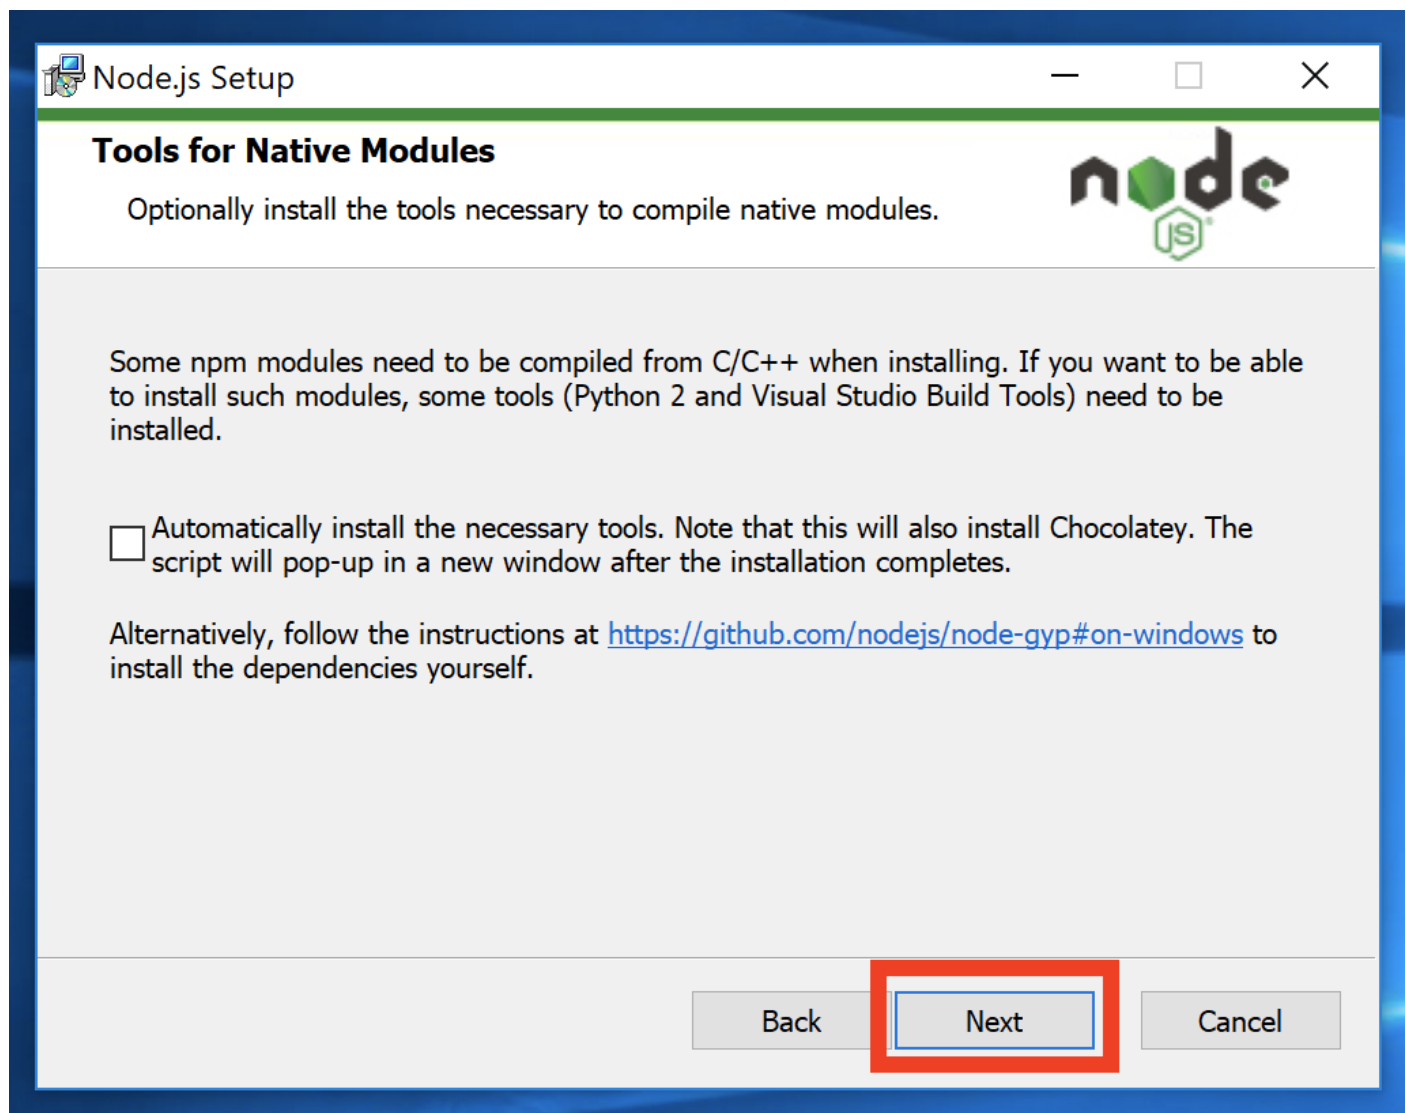 Node.js Setup
Tools for Native Modules
Optionally install the tools necessary to compile native modules.
node
JS
Some npm modules need to be compiled from C/C++ when installing. If you want to be able
to install such modules, some tools (Python 2 and Visual Studio Build Tools) need to be
installed.
Automatically install the necessary tools. Note that this will also install Chocolatey. The
script will pop-up in a new window after the installation completes.
Alternatively, follow the instructions at https://github.com/nodejs/node-gyp#on-windows to
install the dependencies yourself.
Back
Next
Cancel